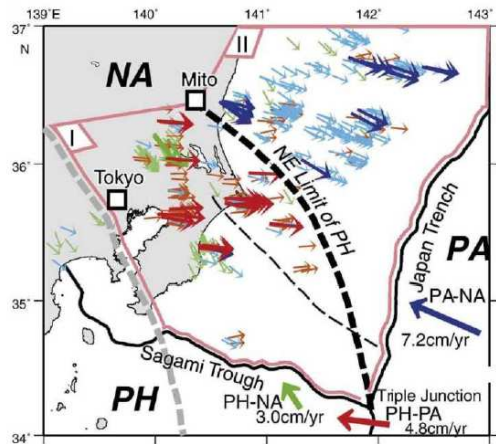 139°E 140° 141° 142° 143°
37°
N
36°
35°
34°
NA
II
Mito
I
Tokyo
NE Limit of PH
Japan Trench
PA
PA-NA
7.2cm/yr
Sagami Trough
PH
PH-NA
3.0cm/yr
Triple Junction
PH-PA
4.8cm/yr